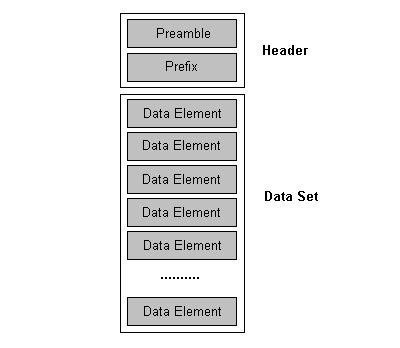 Preamble
Prefix
Header
Data Element
Data Element
Data Element
Data Element
Data Element
..........
Data Element
Data Set